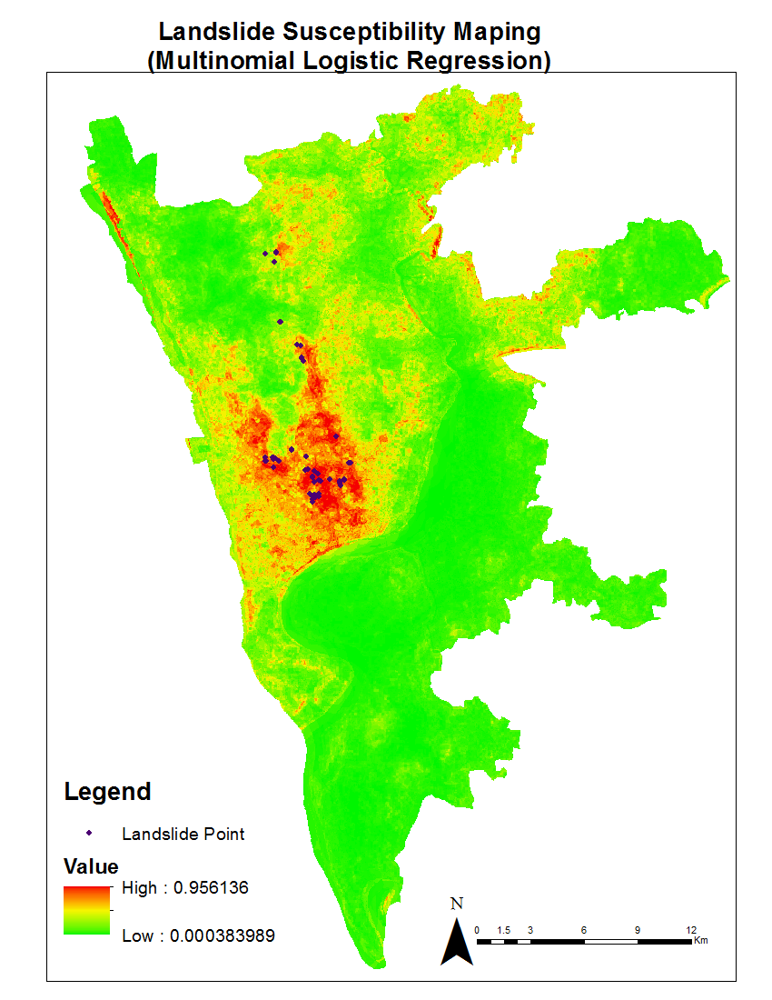 Landslide Susceptibility Maping
(Multinomial Logistic Regression)
Legend
Landslide Point
Value
High : 0.956136
Low : 0.000383989
N
0 1.5 3 6 9 12
Km